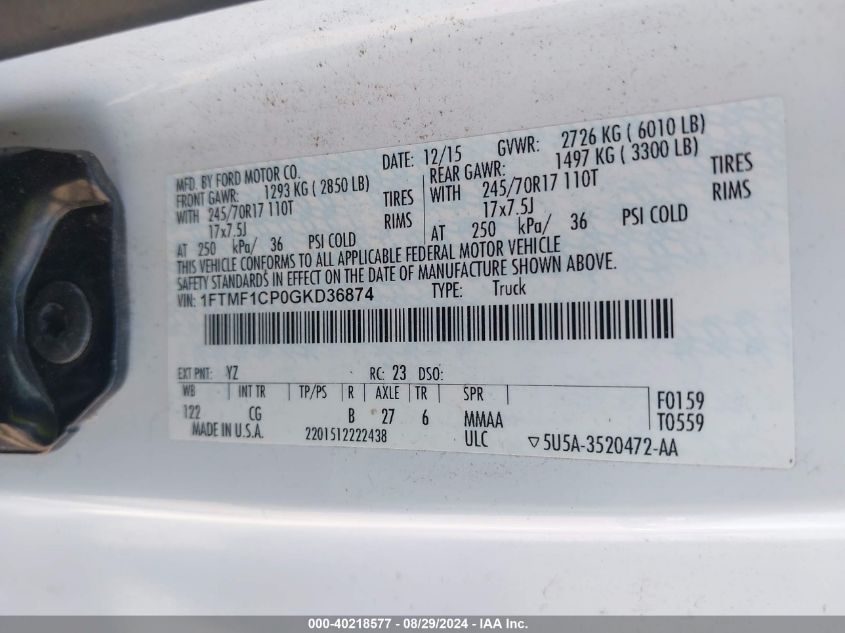 MFD. BY FORD MOTOR CO. DATE: 12/15 GVWR: 2726 KG ( 6010 LB)
FRONT GAWR: 1293 KG ( 2850 LB) REAR GAWR: 1497 KG ( 3300 LB)
WITH 245/70R17 110T TIRES WITH 245/70R17 110T TIRES
17x7.5J RIMS 17x7.5J RIMS
AT 250 kPa/ 36 PSI COLD AT 250 kPa/ 36 PSI COLD
THIS VEHICLE CONFORMS TO ALL APPLICABLE FEDERAL MOTOR VEHICLE
SAFETY STANDARDS IN EFFECT ON THE DATE OF MANUFACTURE SHOWN ABOVE.
VIN: 1FTMF1CP0GKD36874 TYPE: Truck
EXT PNT: YZ RC: 23 DSO:
WB INT TR TP/PS R AXLE TR SPR F0159
122 CG B 27 6 MMAA T0559
MADE IN U.S.A. 2201512222438 ULC ▽5U5A-3520472-AA
000-40218577 - 08/29/2024 - IAA Inc.